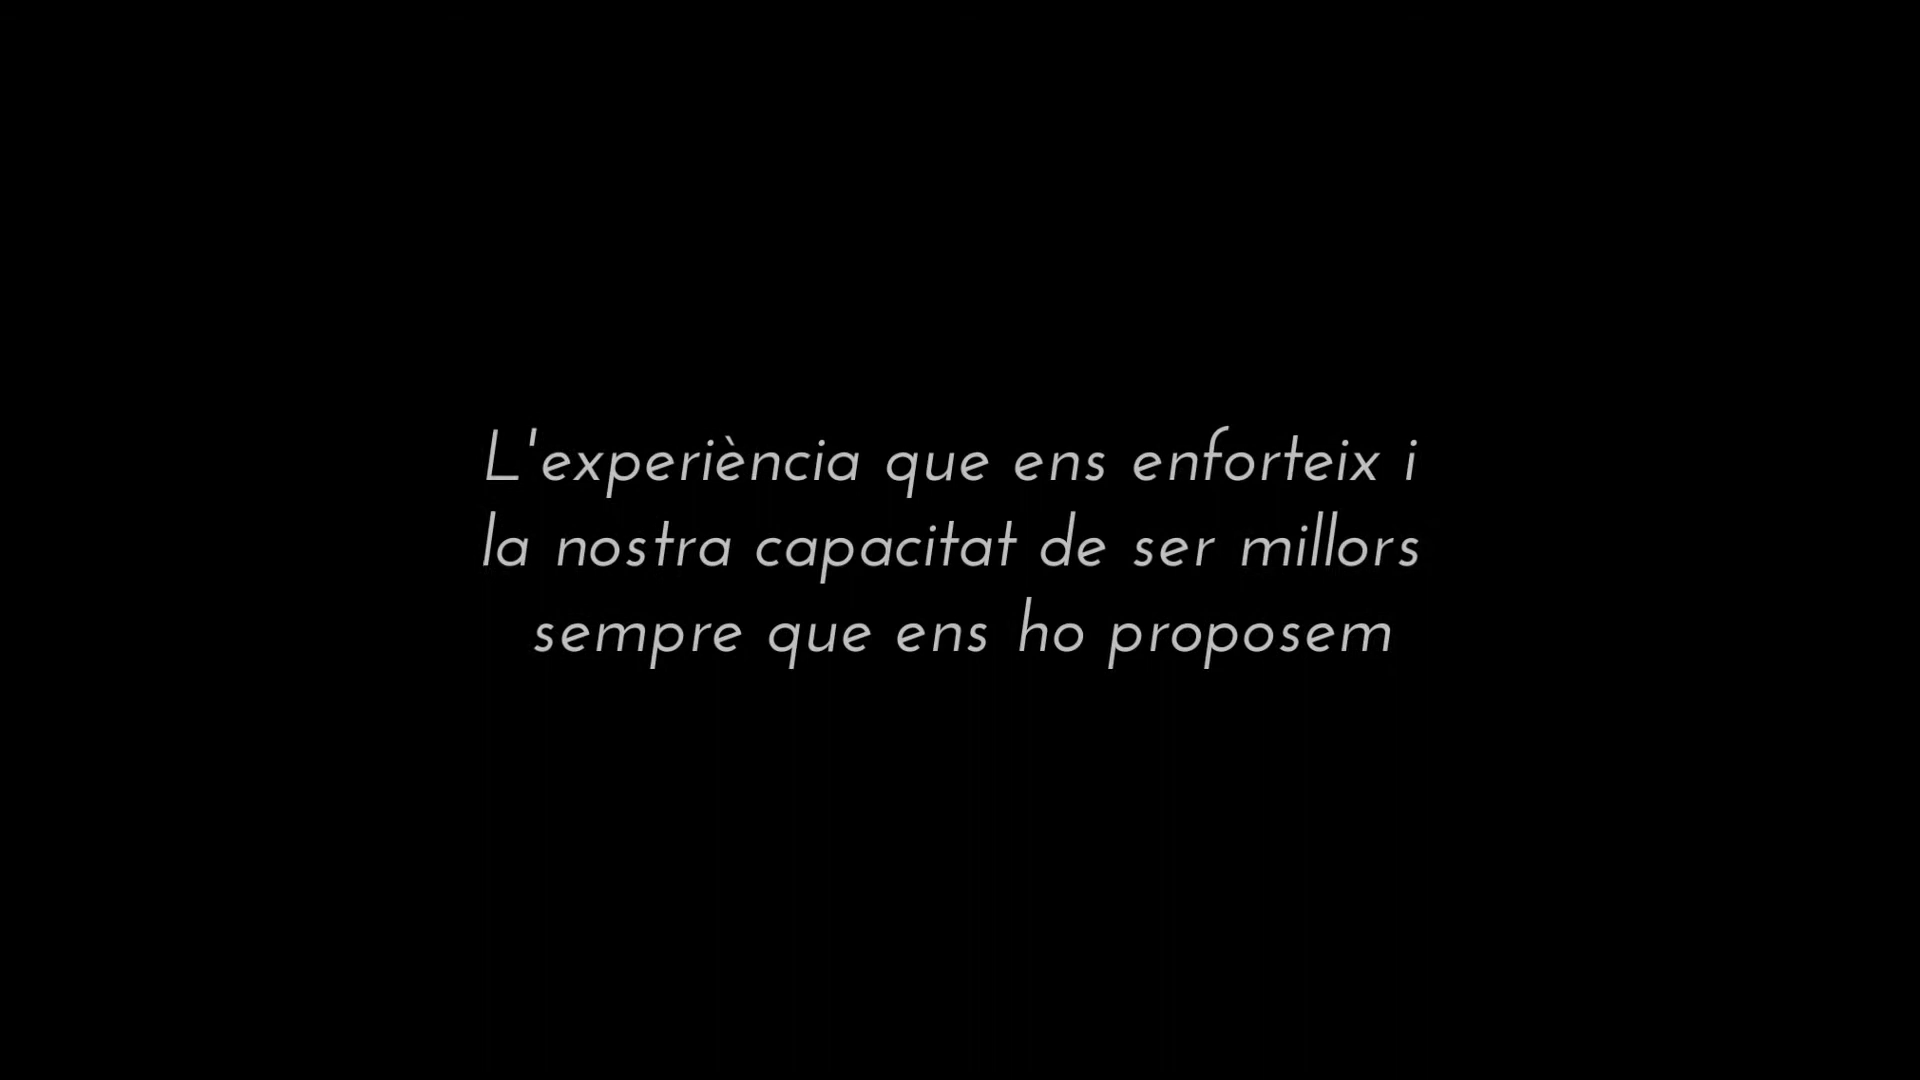 L'experiència que ens enforteix i
la nostra capacitat de ser millors
sempre que ens ho proposem